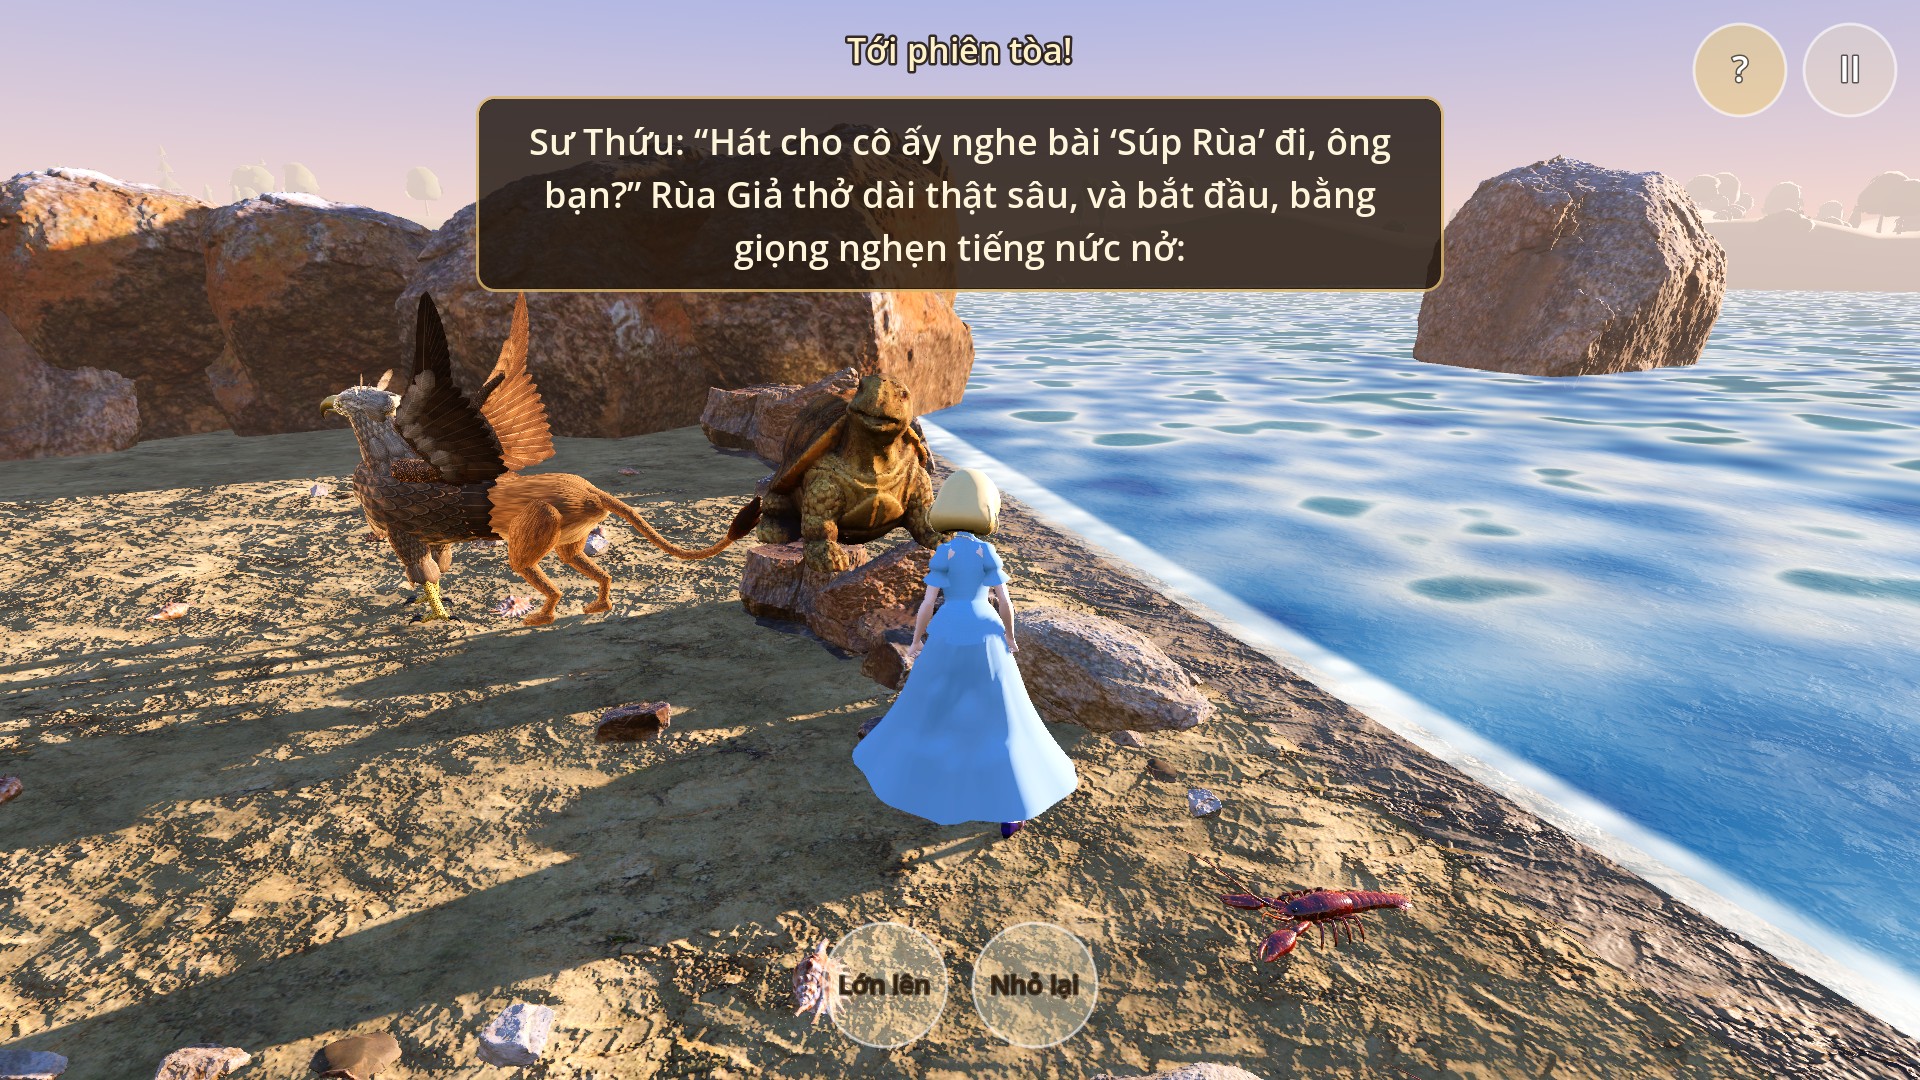 Tới phiên tòa!
?
Sư Thứu: “Hát cho cô ấy nghe bài ‘Súp Rùa’ đi, ông
bạn?” Rùa Giả thở dài thật sâu, và bắt đầu, bằng
giọng nghẹn tiếng nức nở:
Lớn lên
Nhỏ lại